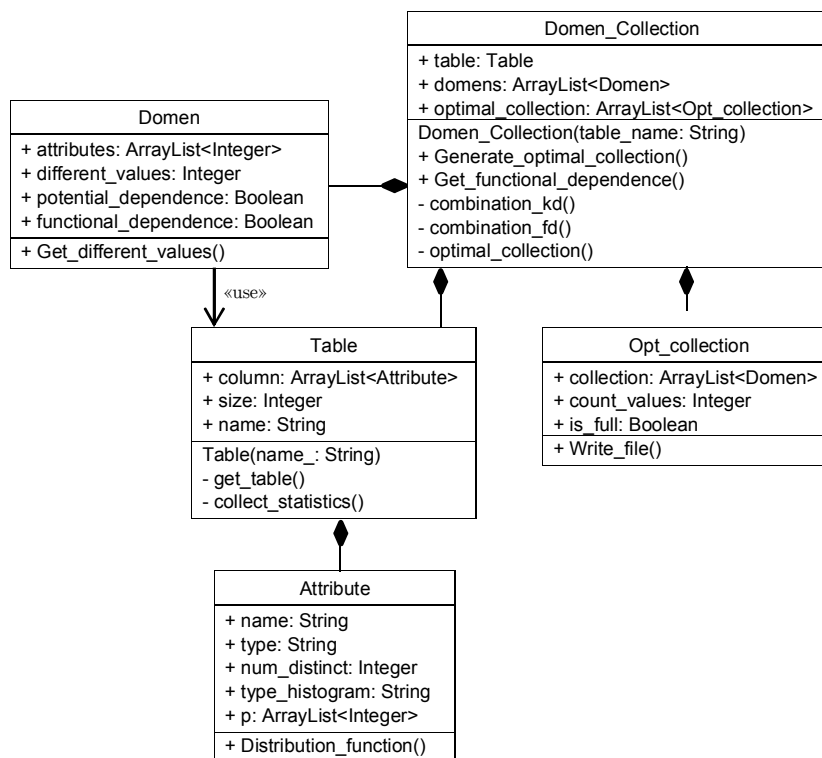 Domen_Collection
+ table: Table
+ domens: ArrayList<Domen>
+ optimal_collection: ArrayList<Opt_collection>
Domen_Collection(table_name: String)
+ Generate_optimal_collection()
+ Get_functional_dependence()
- combination_kd()
- combination_fd()
- optimal_collection()
Domen
+ attributes: ArrayList<Integer>
+ different_values: Integer
+ potential_dependence: Boolean
+ functional_dependence: Boolean
+ Get_different_values()
«use»
Table
+ column: ArrayList<Attribute>
+ size: Integer
+ name: String
Table(name_: String)
- get_table()
- collect_statistics()
Opt_collection
+ collection: ArrayList<Domen>
+ count_values: Integer
+ is_full: Boolean
+ Write_file()
Attribute
+ name: String
+ type: String
+ num_distinct: Integer
+ type_histogram: String
+ p: ArrayList<Integer>
+ Distribution_function()